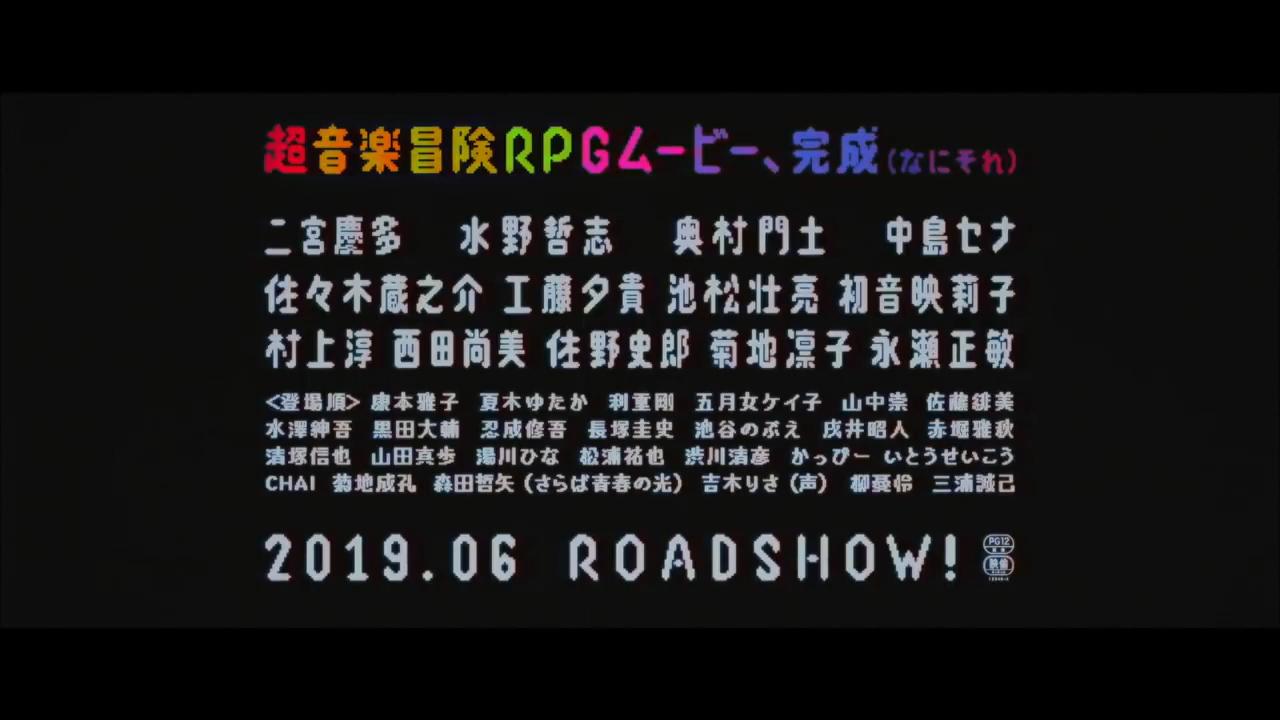 超音楽冒険RPGムービー、完成(なにそれ)
二宮慶多 水野哲志 奥村門土 中島セナ
佐々木蔵之介 工藤夕貴 池松壮亮 初音映莉子
村上淳 西田尚美 佐野史郎 菊地凛子 永瀬正敏
<登場順> 康本雅子 夏木ゆたか 利重剛 五月女ケイ子 山中崇 佐藤緋美
水澤紳吾 黒田大輔 忍成修吾 長塚圭史 池谷のぶえ 戌井昭人 赤堀雅秋
清塚信也 山田真歩 湯川ひな 松浦祐也 渋川清彦 かっぴー いとうせいこう
CHAI 菊地成孔 森田哲矢(さらば青春の光) 吉木りさ(声) 柳憂怜 三浦誠己
2019.06 ROADSHOW!
PG12
映倫